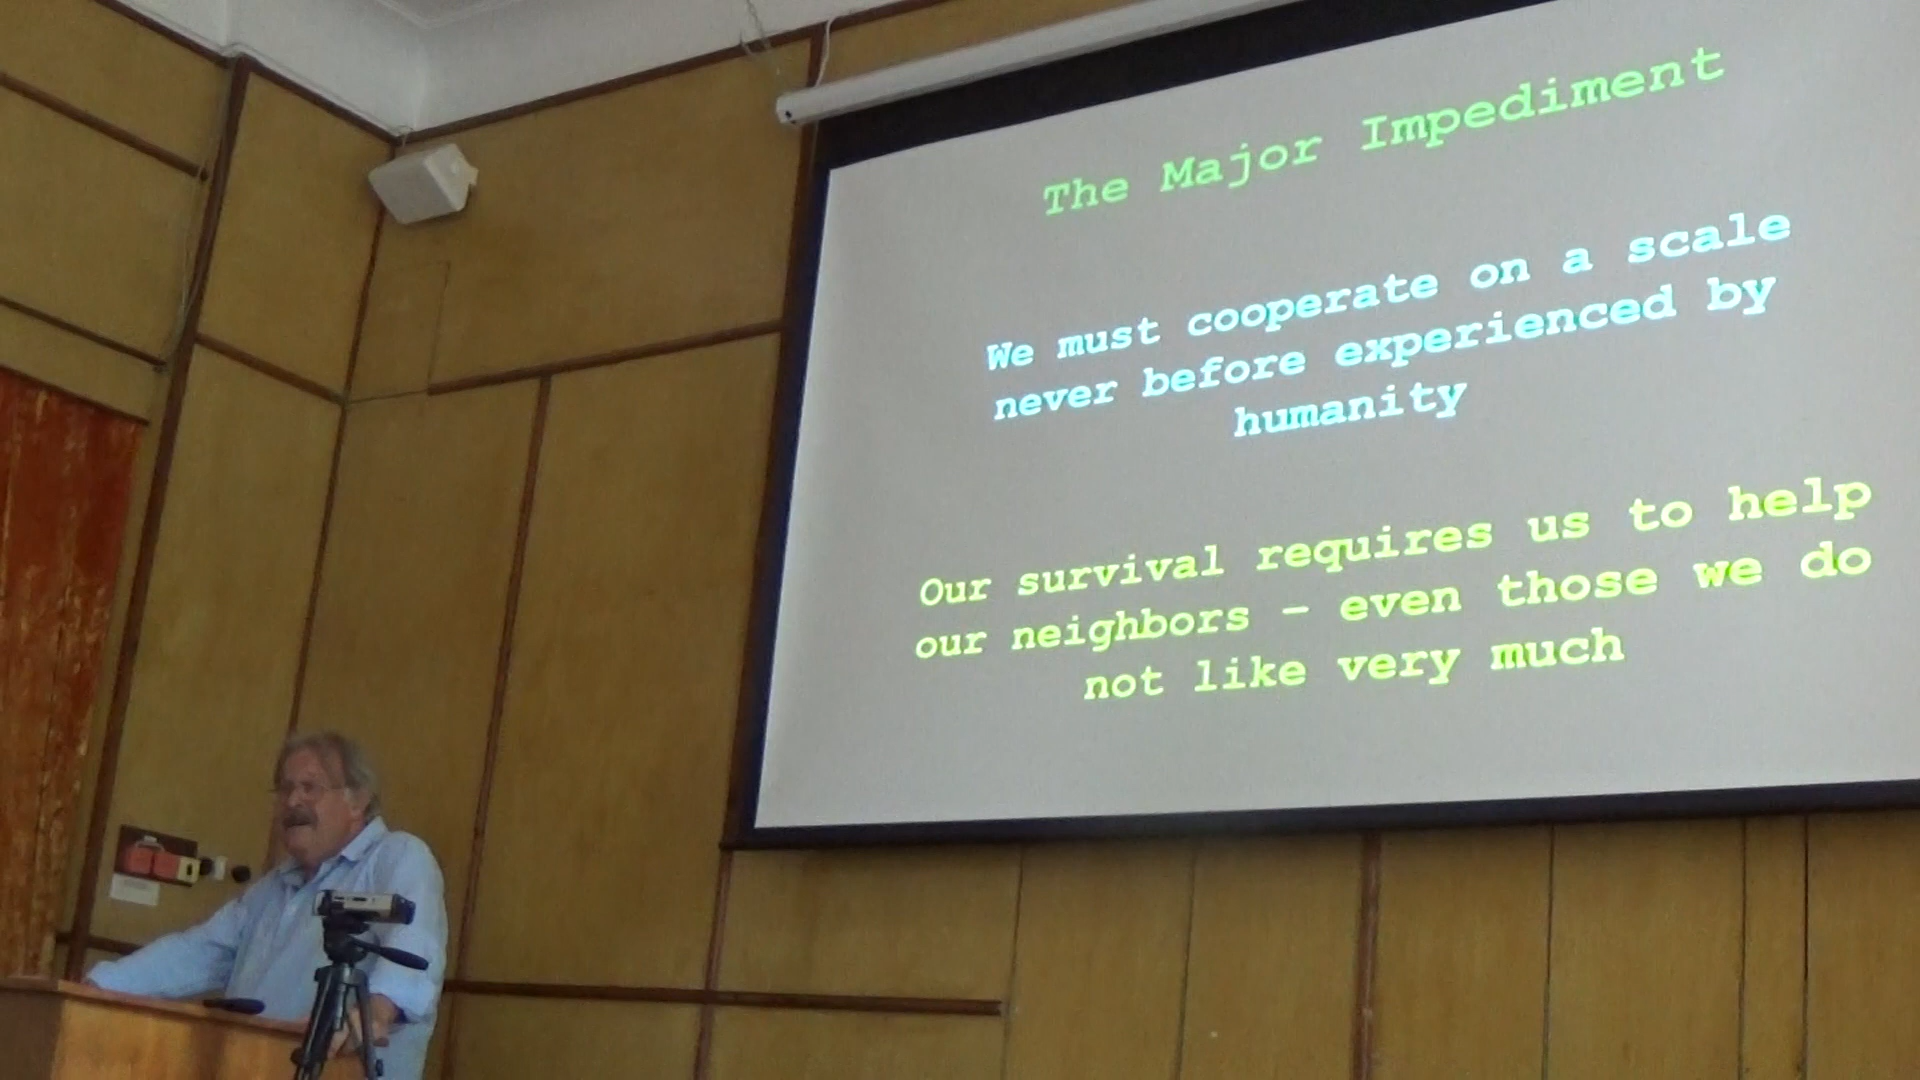 The Major Impediment
We must cooperate on a scale
never before experienced by
humanity
Our survival requires us to help
our neighbors – even those we do
not like very much